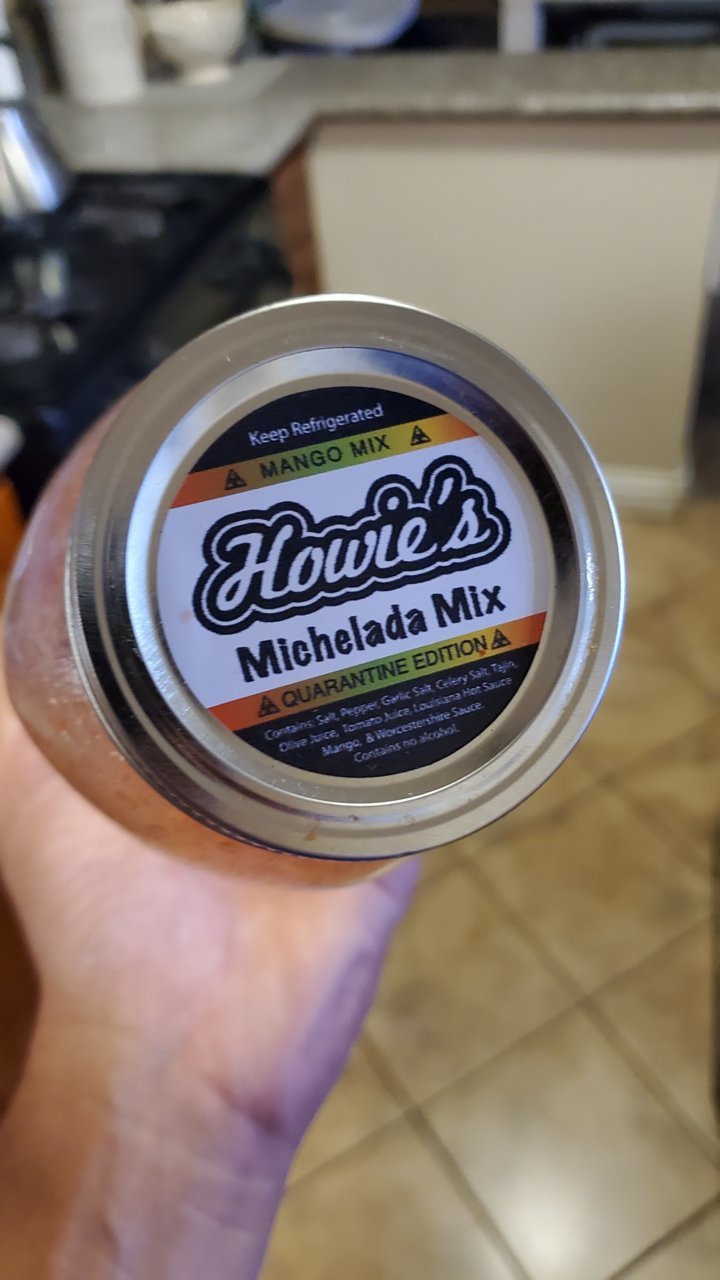 Keep Refrigerated
MANGO MIX
Howie's
Michelada Mix
QUARANTINE EDITION
Contains: Salt, Pepper, Garlic Salt, Celery Salt, Tajin,
Olive Juice, Tomato Juice, Louisiana Hot Sauce
Mango, & Worcestershire Sauce.
Contains no alcohol.